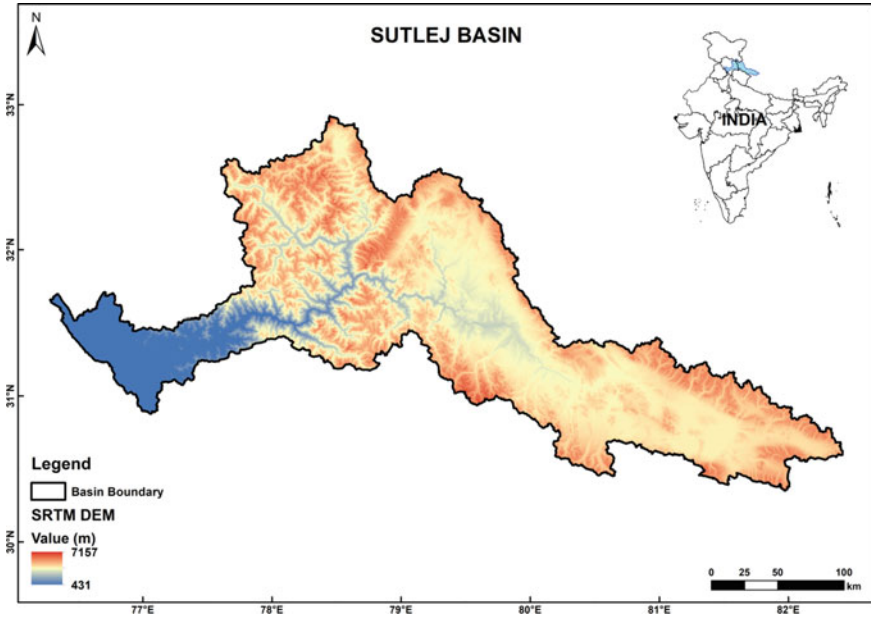 N
SUTLEJ BASIN
INDIA
33°N
32°N
31°N
30°N
Legend
Basin Boundary
SRTM DEM
Value (m)
7157
431
0 25 50 100
km
77°E 78°E 79°E 80°E 81°E 82°E